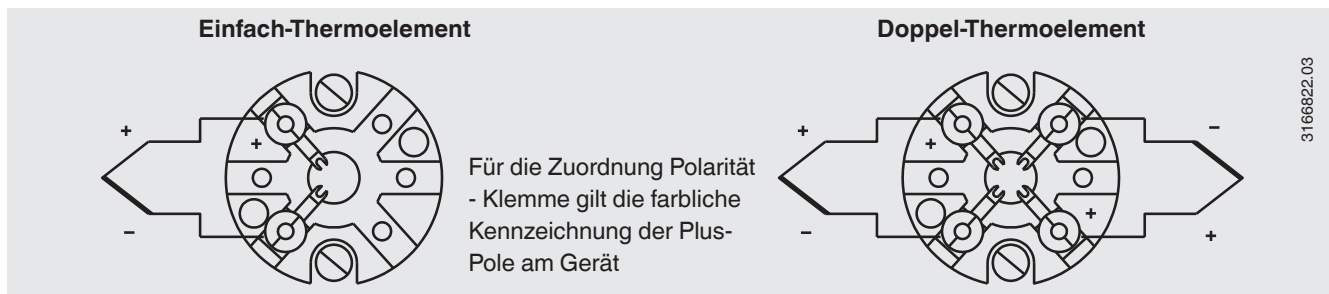 Einfach-Thermoelement
Doppel-Thermoelement
3166822.03
+
+
–
Für die Zuordnung Polarität
- Klemme gilt die farbliche
Kennzeichnung der Plus-
Pole am Gerät
+
+
–
–
+
+